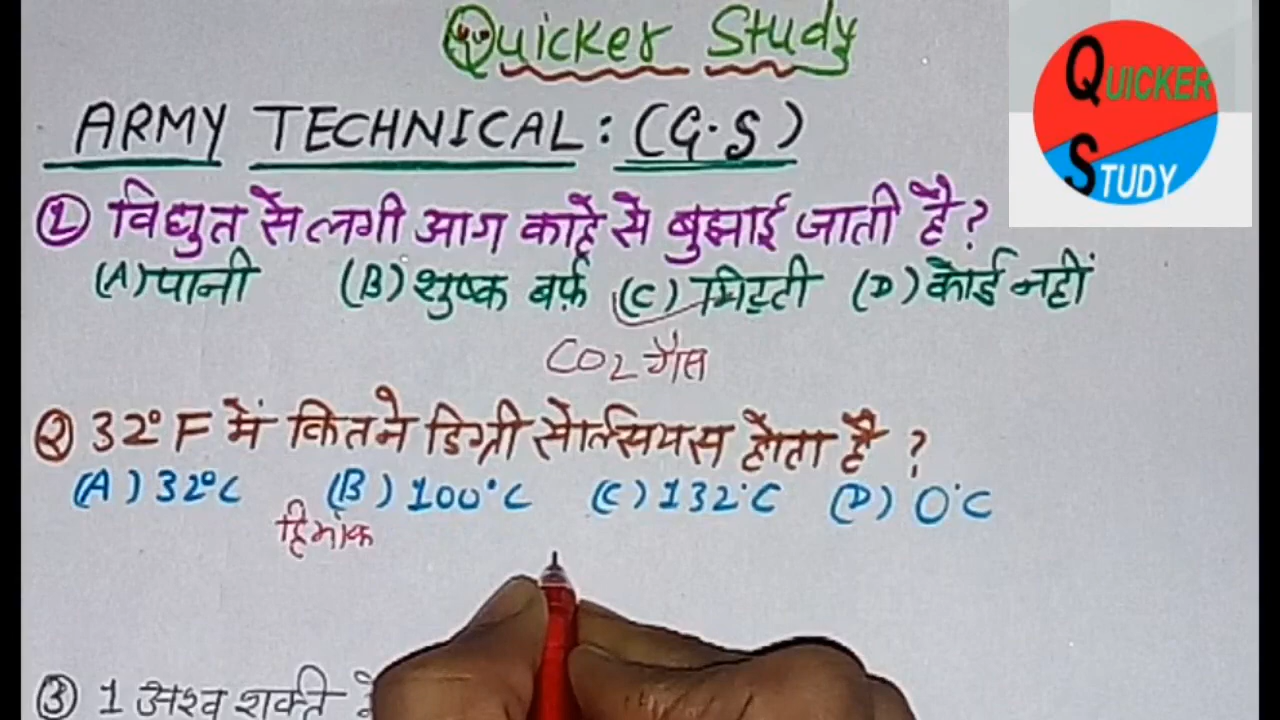 Quicker Study
QUICKER
STUDY
ARMY TECHNICAL : (G.S)
① विद्युत से लगी आग काहे से बुझाई जाती है?
(A) पानी (B) शुष्क बर्फ़ (C) मिट्टी (D) कोई नहीं
CO2 गैस
② 32°F में कितने डिग्री सेल्सियस होता है ?
(A) 32°C (B) 100°C (C) 132°C (D) 0°C
हिमांक
③ 1 अश्व शक्ती